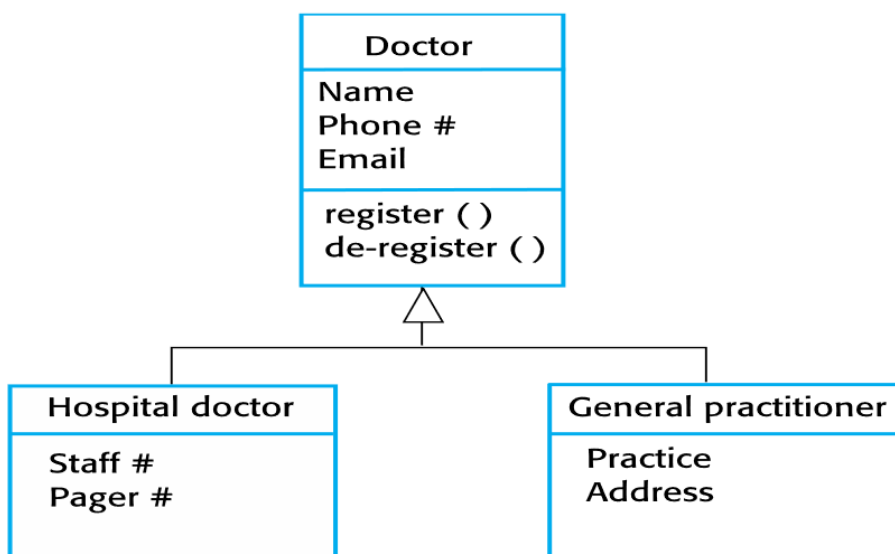 Doctor
Name
Phone #
Email
register ( )
de-register ( )
Hospital doctor
Staff #
Pager #
General practitioner
Practice
Address